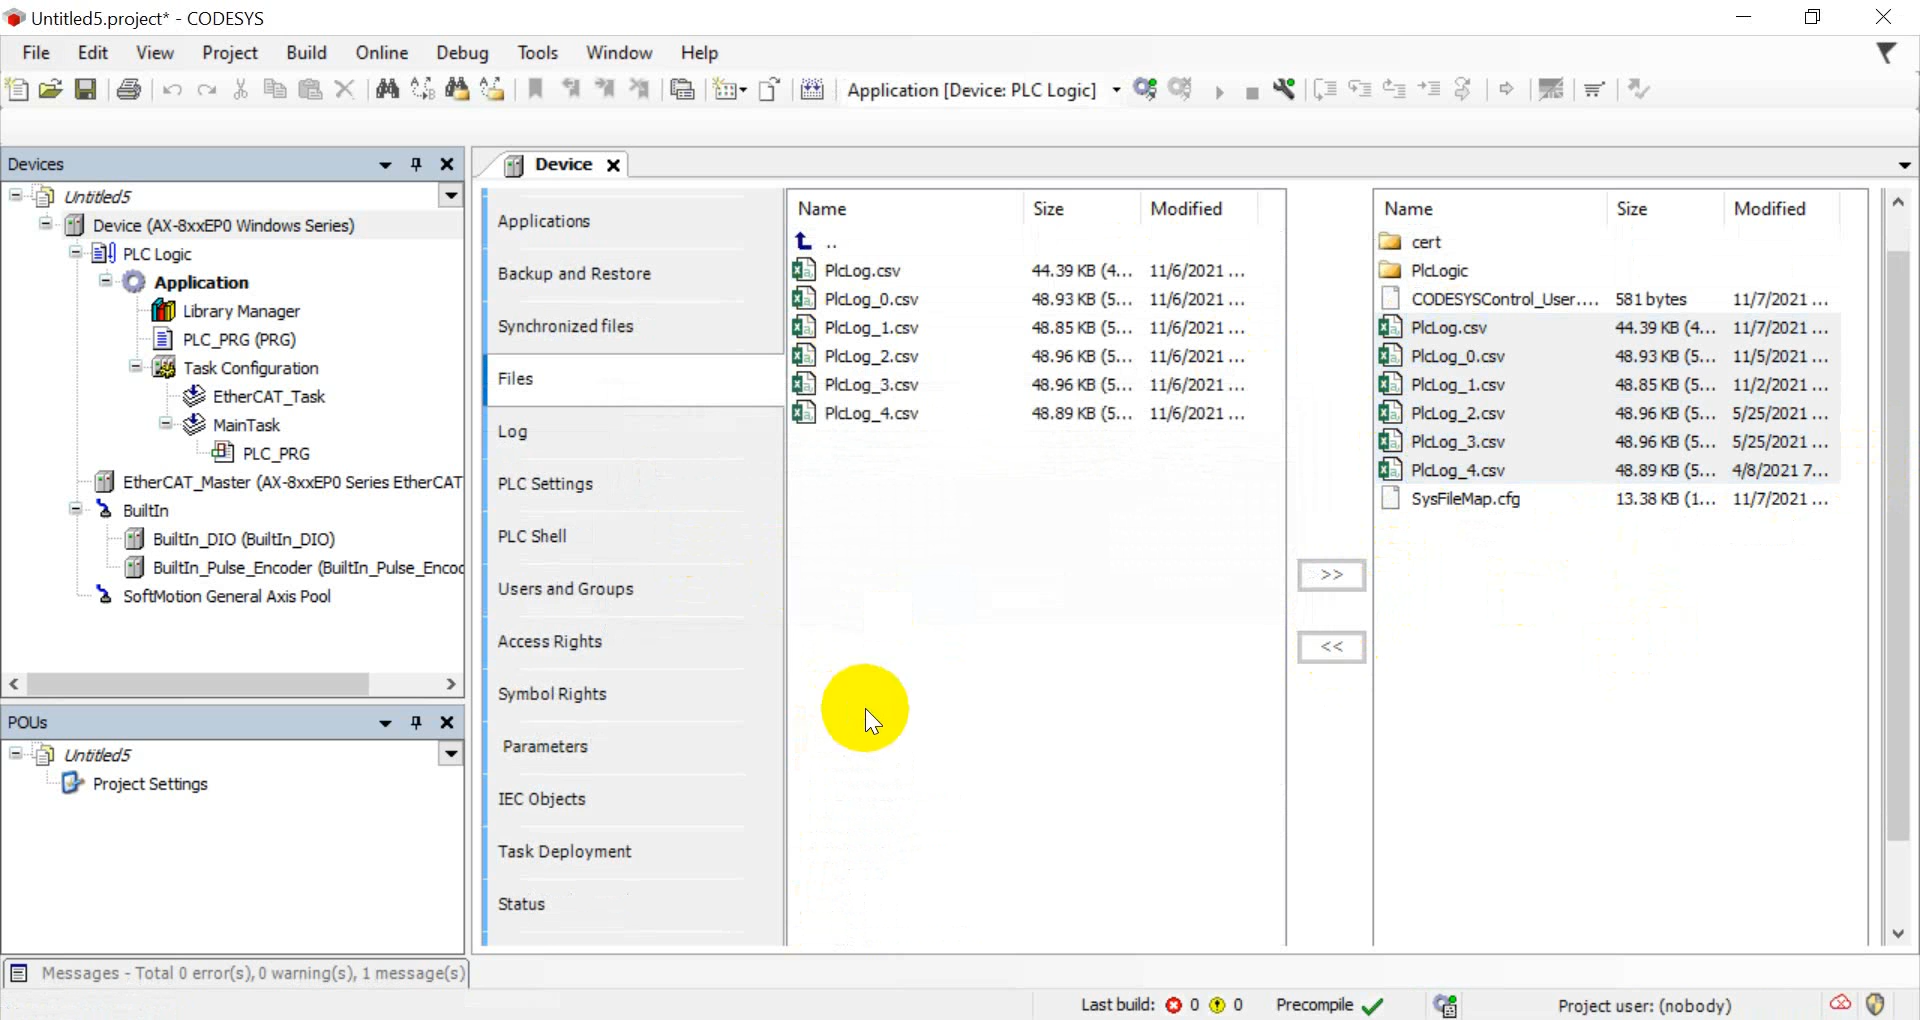 Untitled5.project* - CODESYS
File Edit View Project Build Online Debug Tools Window Help
Application [Device: PLC Logic]
Devices
Untitled5
Device (AX-8xxEP0 Windows Series)
PLC Logic
Application
Library Manager
PLC_PRG (PRG)
Task Configuration
EtherCAT_Task
MainTask
PLC_PRG
EtherCAT_Master (AX-8xxEP0 Series EtherCAT
BuiltIn
BuiltIn_DIO (BuiltIn_DIO)
BuiltIn_Pulse_Encoder (BuiltIn_Pulse_Encod
SoftMotion General Axis Pool
POUs
Untitled5
Project Settings
Device
Applications
Backup and Restore
Synchronized files
Files
Log
PLC Settings
PLC Shell
Users and Groups
Access Rights
Symbol Rights
Parameters
IEC Objects
Task Deployment
Status
Name Size Modified
..
PlcLog.csv 44.39 KB (4... 11/6/2021 ...
PlcLog_0.csv 48.93 KB (5... 11/6/2021 ...
PlcLog_1.csv 48.85 KB (5... 11/6/2021 ...
PlcLog_2.csv 48.96 KB (5... 11/6/2021 ...
PlcLog_3.csv 48.96 KB (5... 11/6/2021 ...
PlcLog_4.csv 48.89 KB (5... 11/6/2021 ...
>>
<<
Name Size Modified
cert
PlcLogic
CODESYSControl_User.... 581 bytes 11/7/2021 ...
PlcLog.csv 44.39 KB (4... 11/7/2021 ...
PlcLog_0.csv 48.93 KB (5... 11/5/2021 ...
PlcLog_1.csv 48.85 KB (5... 11/2/2021 ...
PlcLog_2.csv 48.96 KB (5... 5/25/2021 ...
PlcLog_3.csv 48.96 KB (5... 5/25/2021 ...
PlcLog_4.csv 48.89 KB (5... 4/8/2021 7...
SysFileMap.cfg 13.38 KB (1... 11/7/2021 ...
Messages - Total 0 error(s), 0 warning(s), 1 message(s)
Last build: 0 0 Precompile Project user: (nobody)